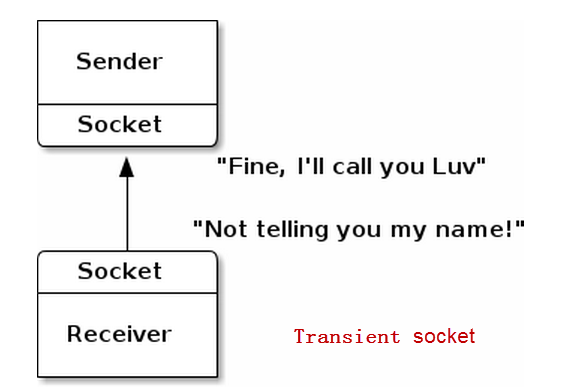 Sender
Socket
"Fine, I'll call you Luv"
"Not telling you my name!"
Socket
Receiver
Transient socket